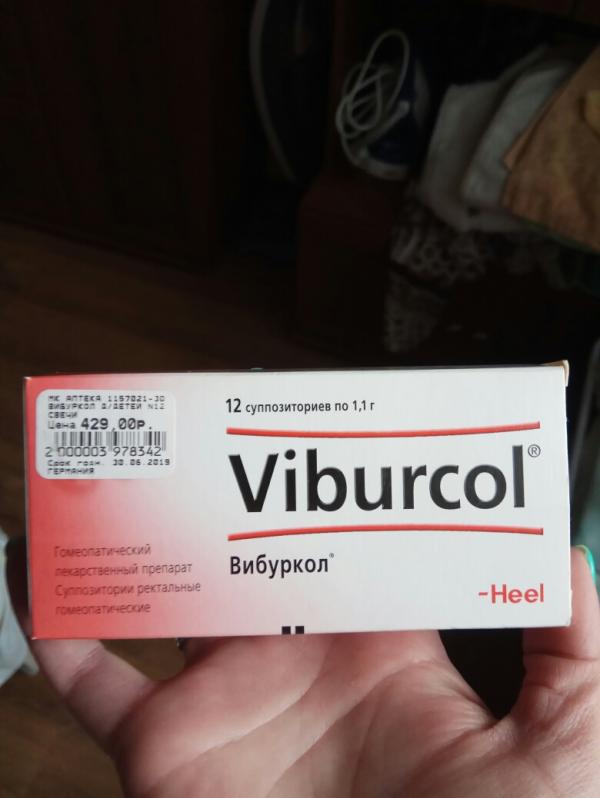 МК АПТЕКА 1157021-30
ВИБУРКОЛ Д/ДЕТЕЙ N12
СВЕЧИ
Цена 429,00р.
2 000003 978342
Срок годн. 30.06.2019
ГЕРМАНИЯ
12 суппозиториев по 1,1 г
Viburcol®
Вибуркол®
Гомеопатический
лекарственный препарат
Суппозитории ректальные
гомеопатические
-Heel